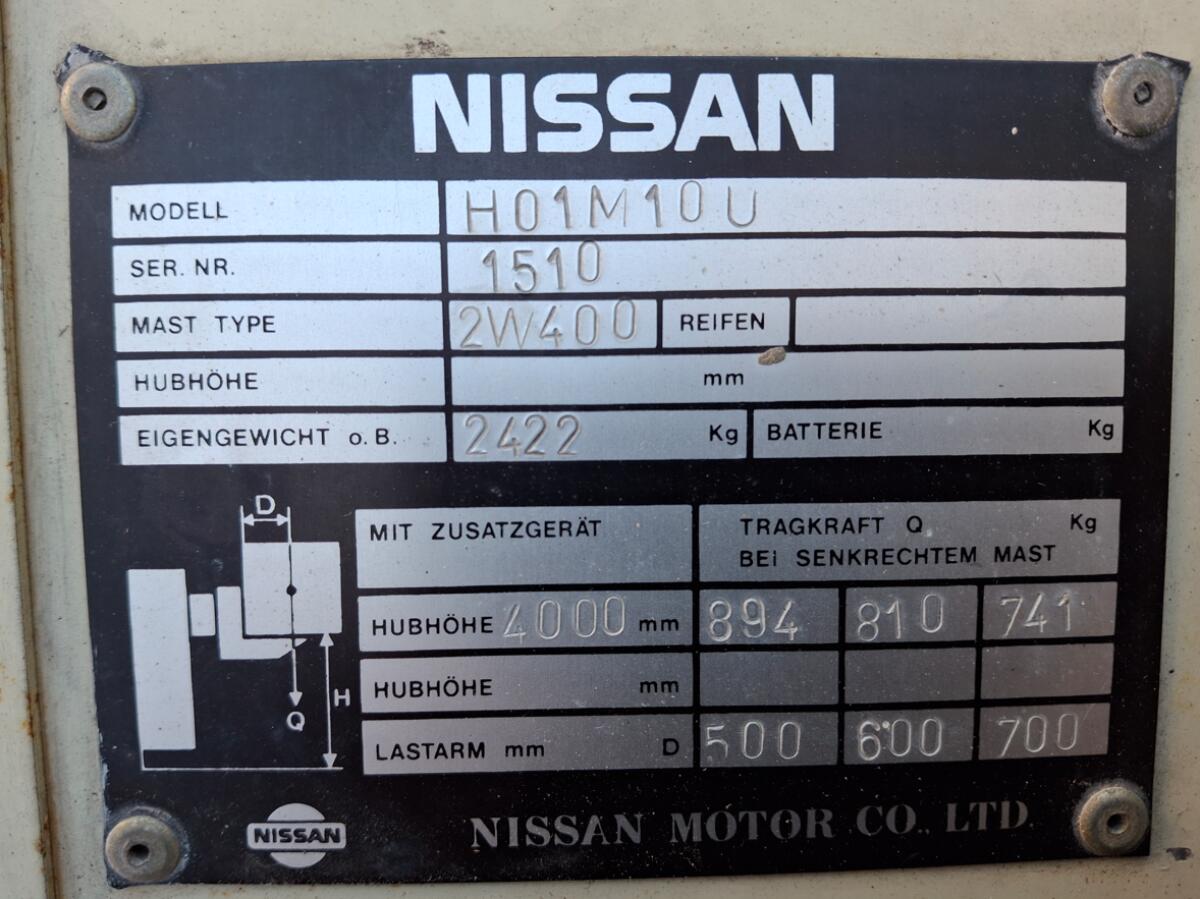 NISSAN
MODELL H01M10U
SER. NR. 1510
MAST TYPE 2W400 REIFEN
HUBHÖHE mm
EIGENGEWICHT o. B. 2422 Kg BATTERIE Kg
D
H
Q
MIT ZUSATZGERÄT TRAGKRAFT Q Kg
BEi SENKRECHTEM MAST
HUBHÖHE 4000 mm 894 810 741
HUBHÖHE mm
LASTARM mm D 500 600 700
NISSAN NISSAN MOTOR CO., LTD.